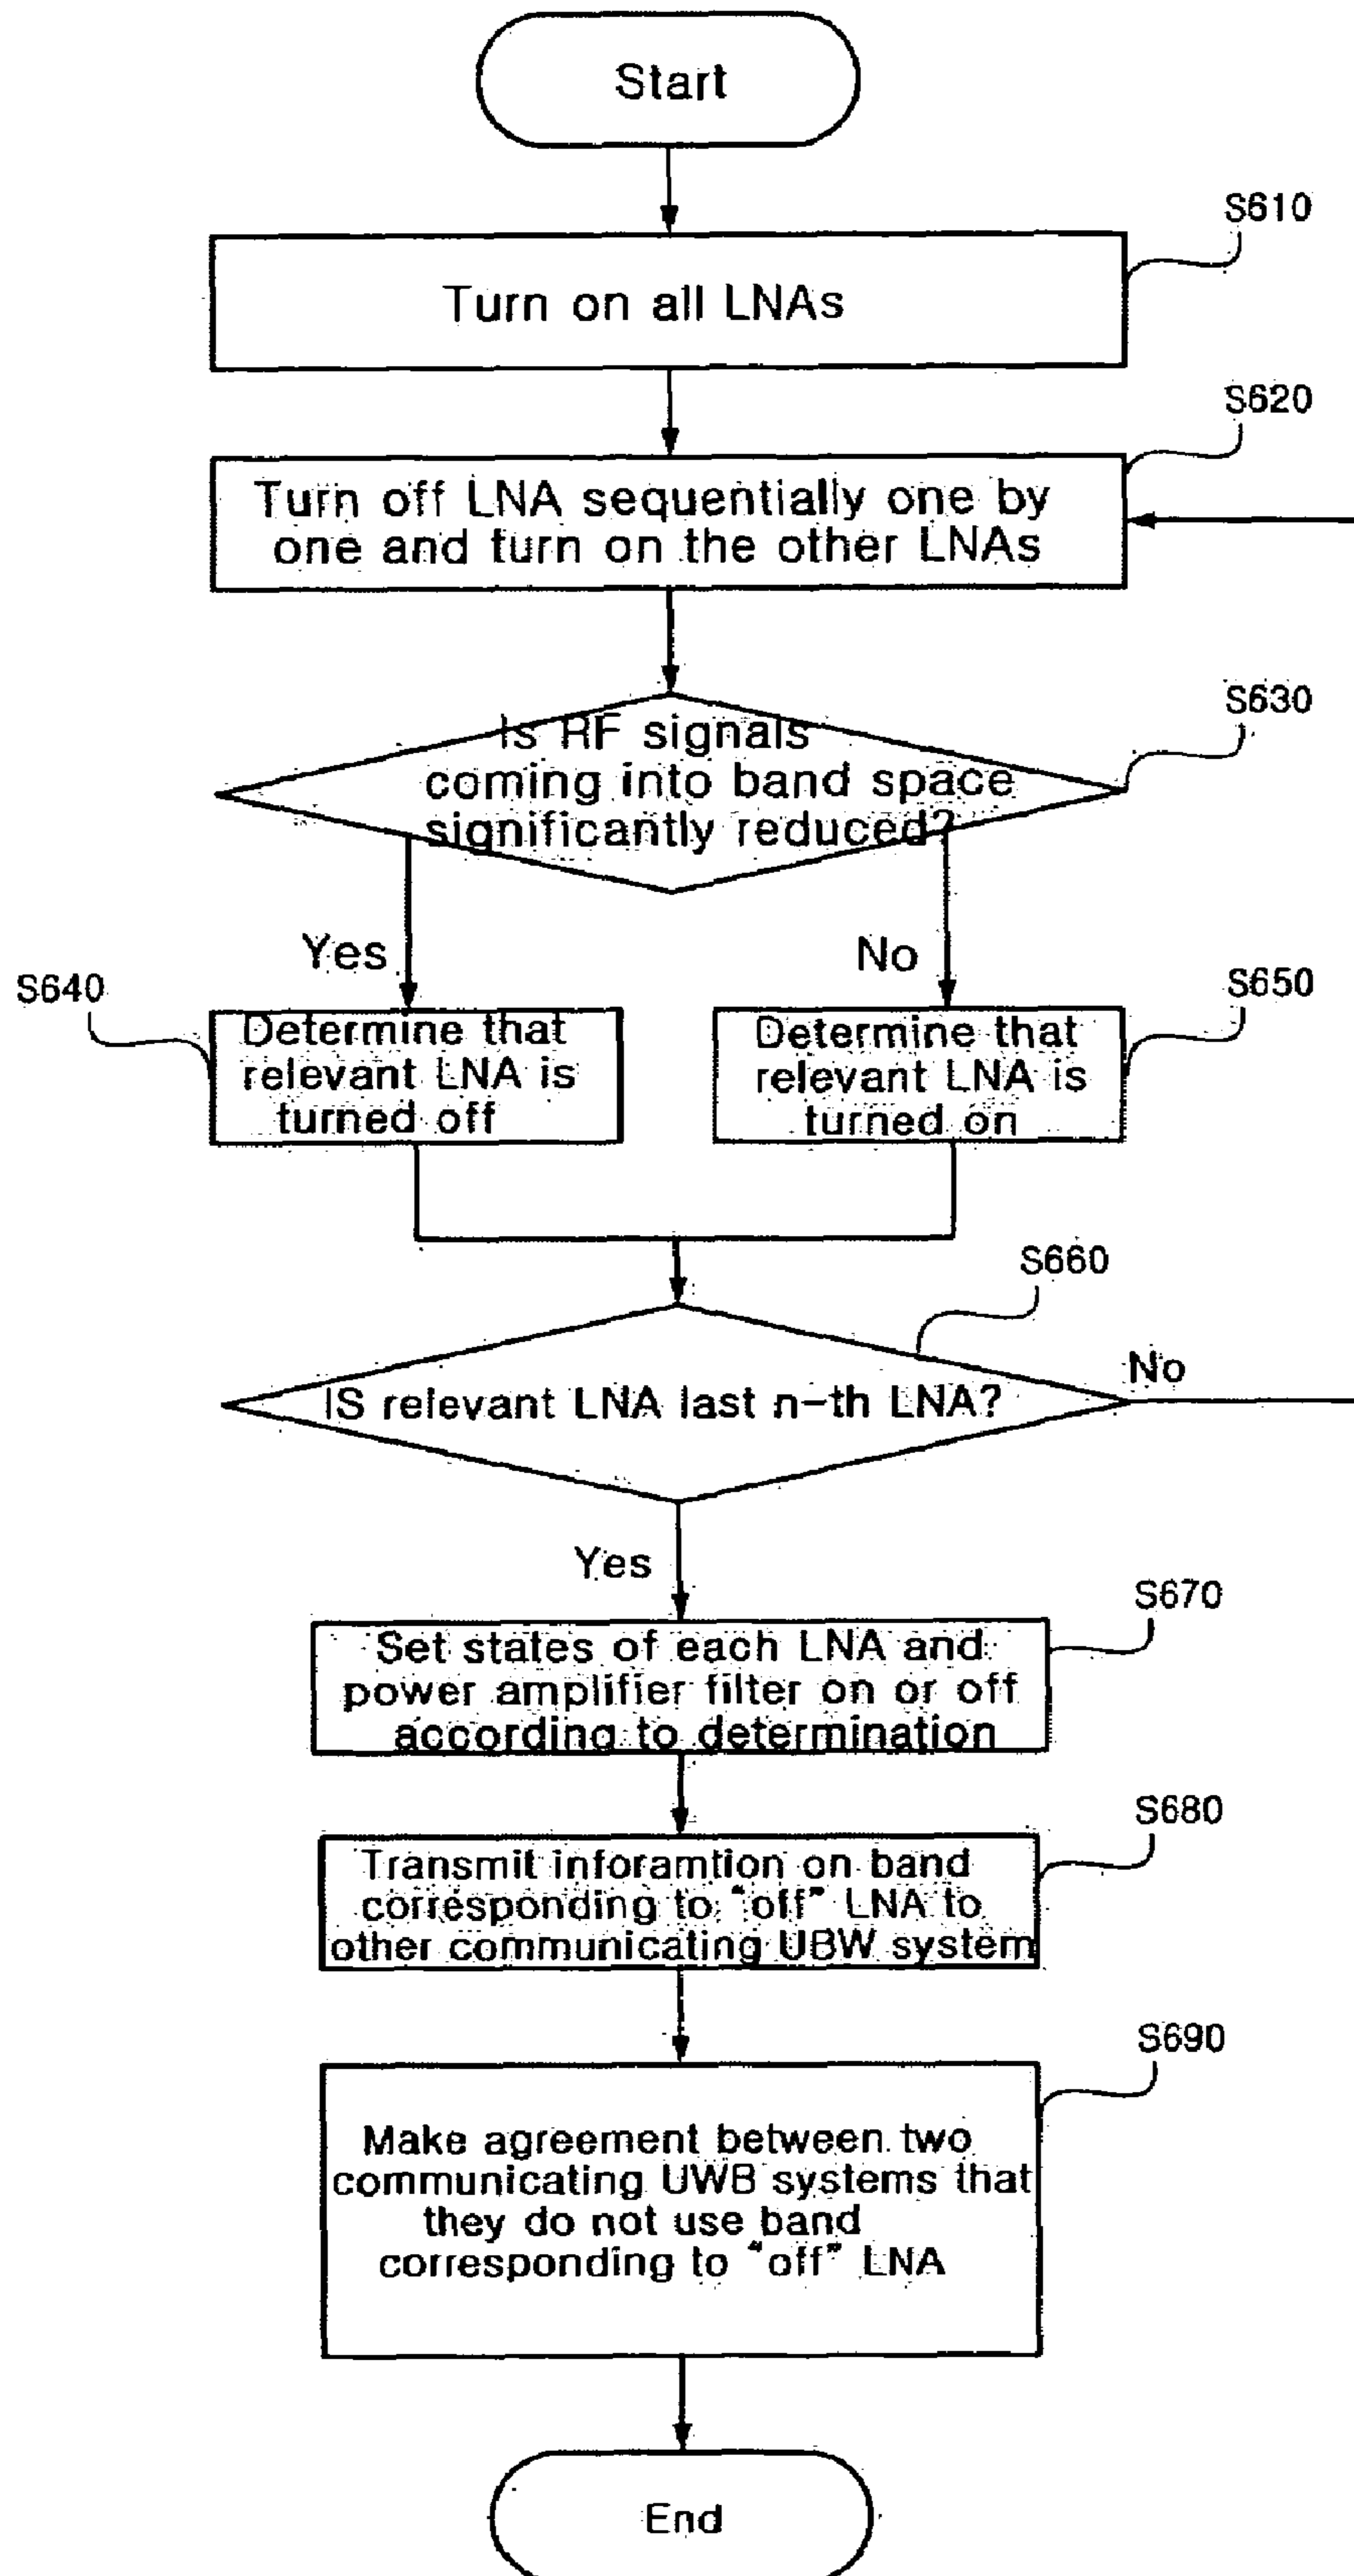 Start
S610
Turn on all LNAs
S620
Turn off LNA sequentially one by
one and turn on the other LNAs
S630
Is RF signals
coming into band space
significantly reduced?
Yes
No
S640
Determine that
relevant LNA is
turned off
S650
Determine that
relevant LNA is
turned on
S660
IS relevant LNA last n-th LNA?
No
Yes
S670
Set states of each LNA and
power amplifier filter on or off
according to determination
S680
Transmit inforamtion on band
corresponding to "off" LNA to
other communicating UBW system
S690
Make agreement between two
communicating UWB systems that
they do not use band
corresponding to "off" LNA
End